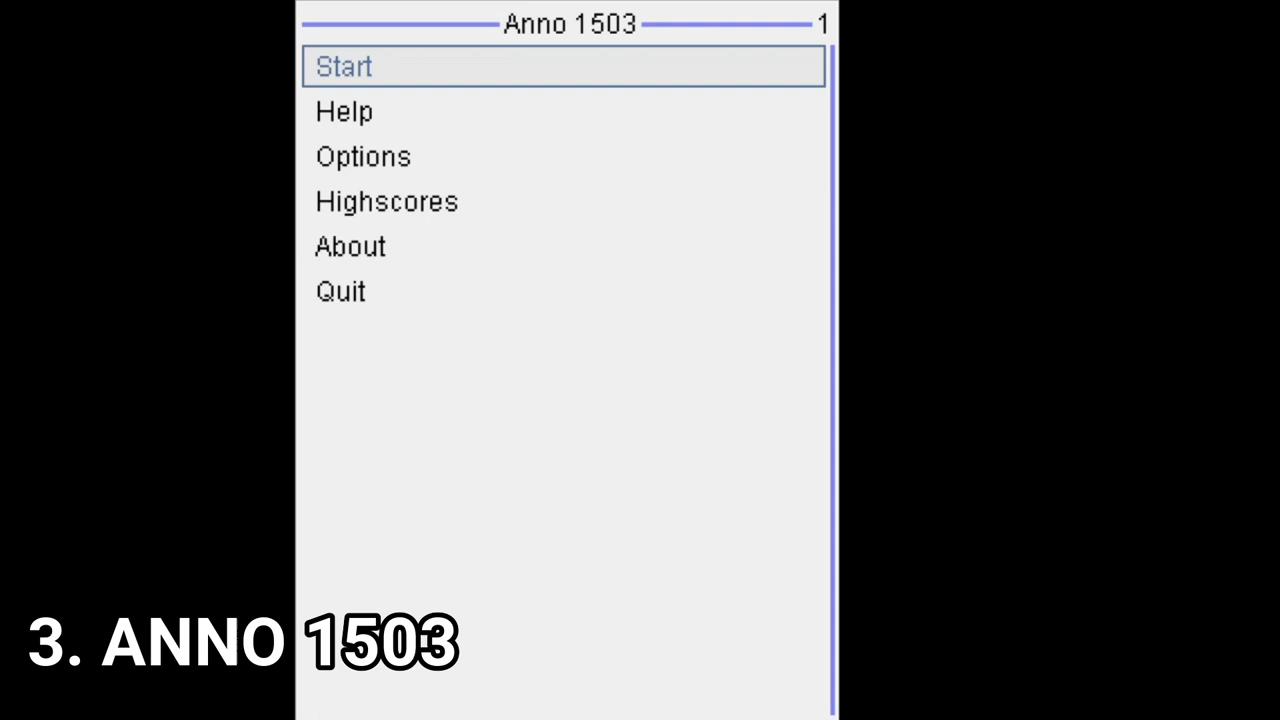 Anno 1503 1
Start
Help
Options
Highscores
About
Quit
3. ANNO 1503